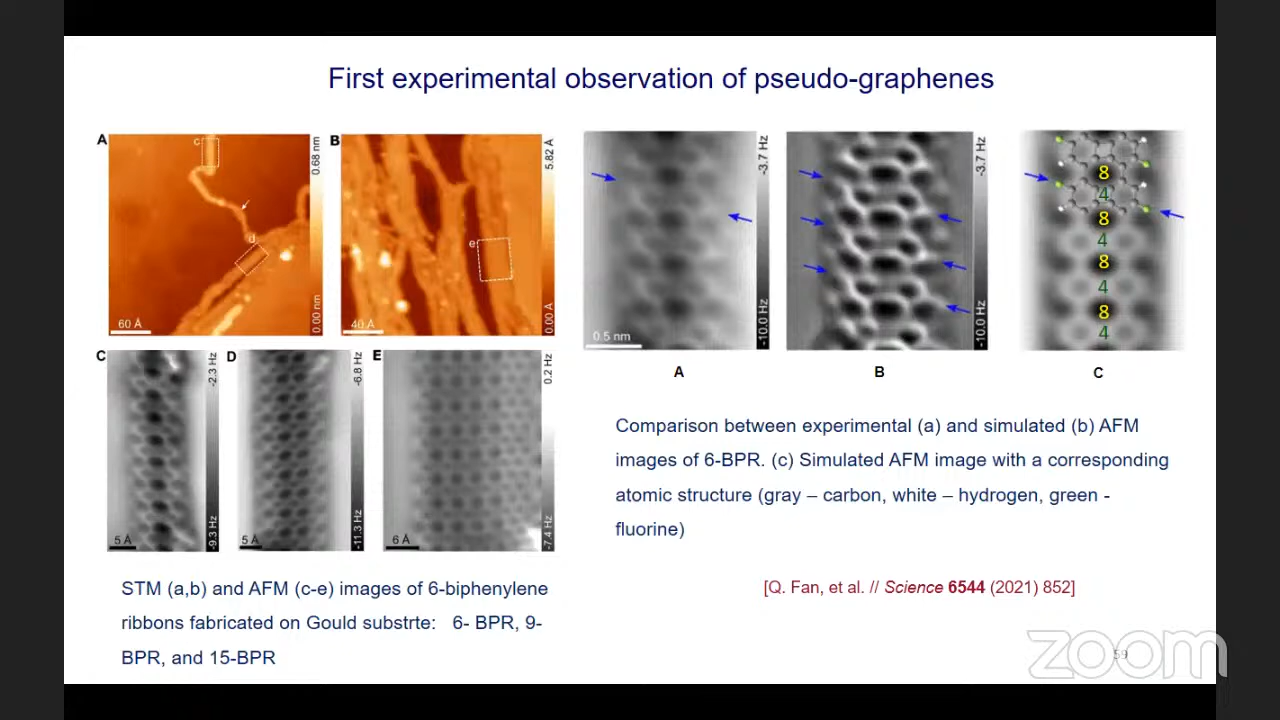 First experimental observation of pseudo-graphenes
A
c
d
60 Å
0.68 nm
0.00 nm
B
e
40 Å
5.82 Å
0.00 Å
C
5 Å
-2.3 Hz
-9.3 Hz
D
5 Å
-6.8 Hz
-11.3 Hz
E
6 Å
0.2 Hz
-7.4 Hz
STM (a,b) and AFM (c-e) images of 6-biphenylene
ribbons fabricated on Gould substrte: 6- BPR, 9-
BPR, and 15-BPR
0.5 nm
-3.7 Hz
-10.0 Hz
-3.7 Hz
-10.0 Hz
8
4
8
4
8
4
8
4
A
B
C
Comparison between experimental (a) and simulated (b) AFM
images of 6-BPR. (c) Simulated AFM image with a corresponding
atomic structure (gray – carbon, white – hydrogen, green -
fluorine)
[Q. Fan, et al. // Science 6544 (2021) 852]
59
zoom